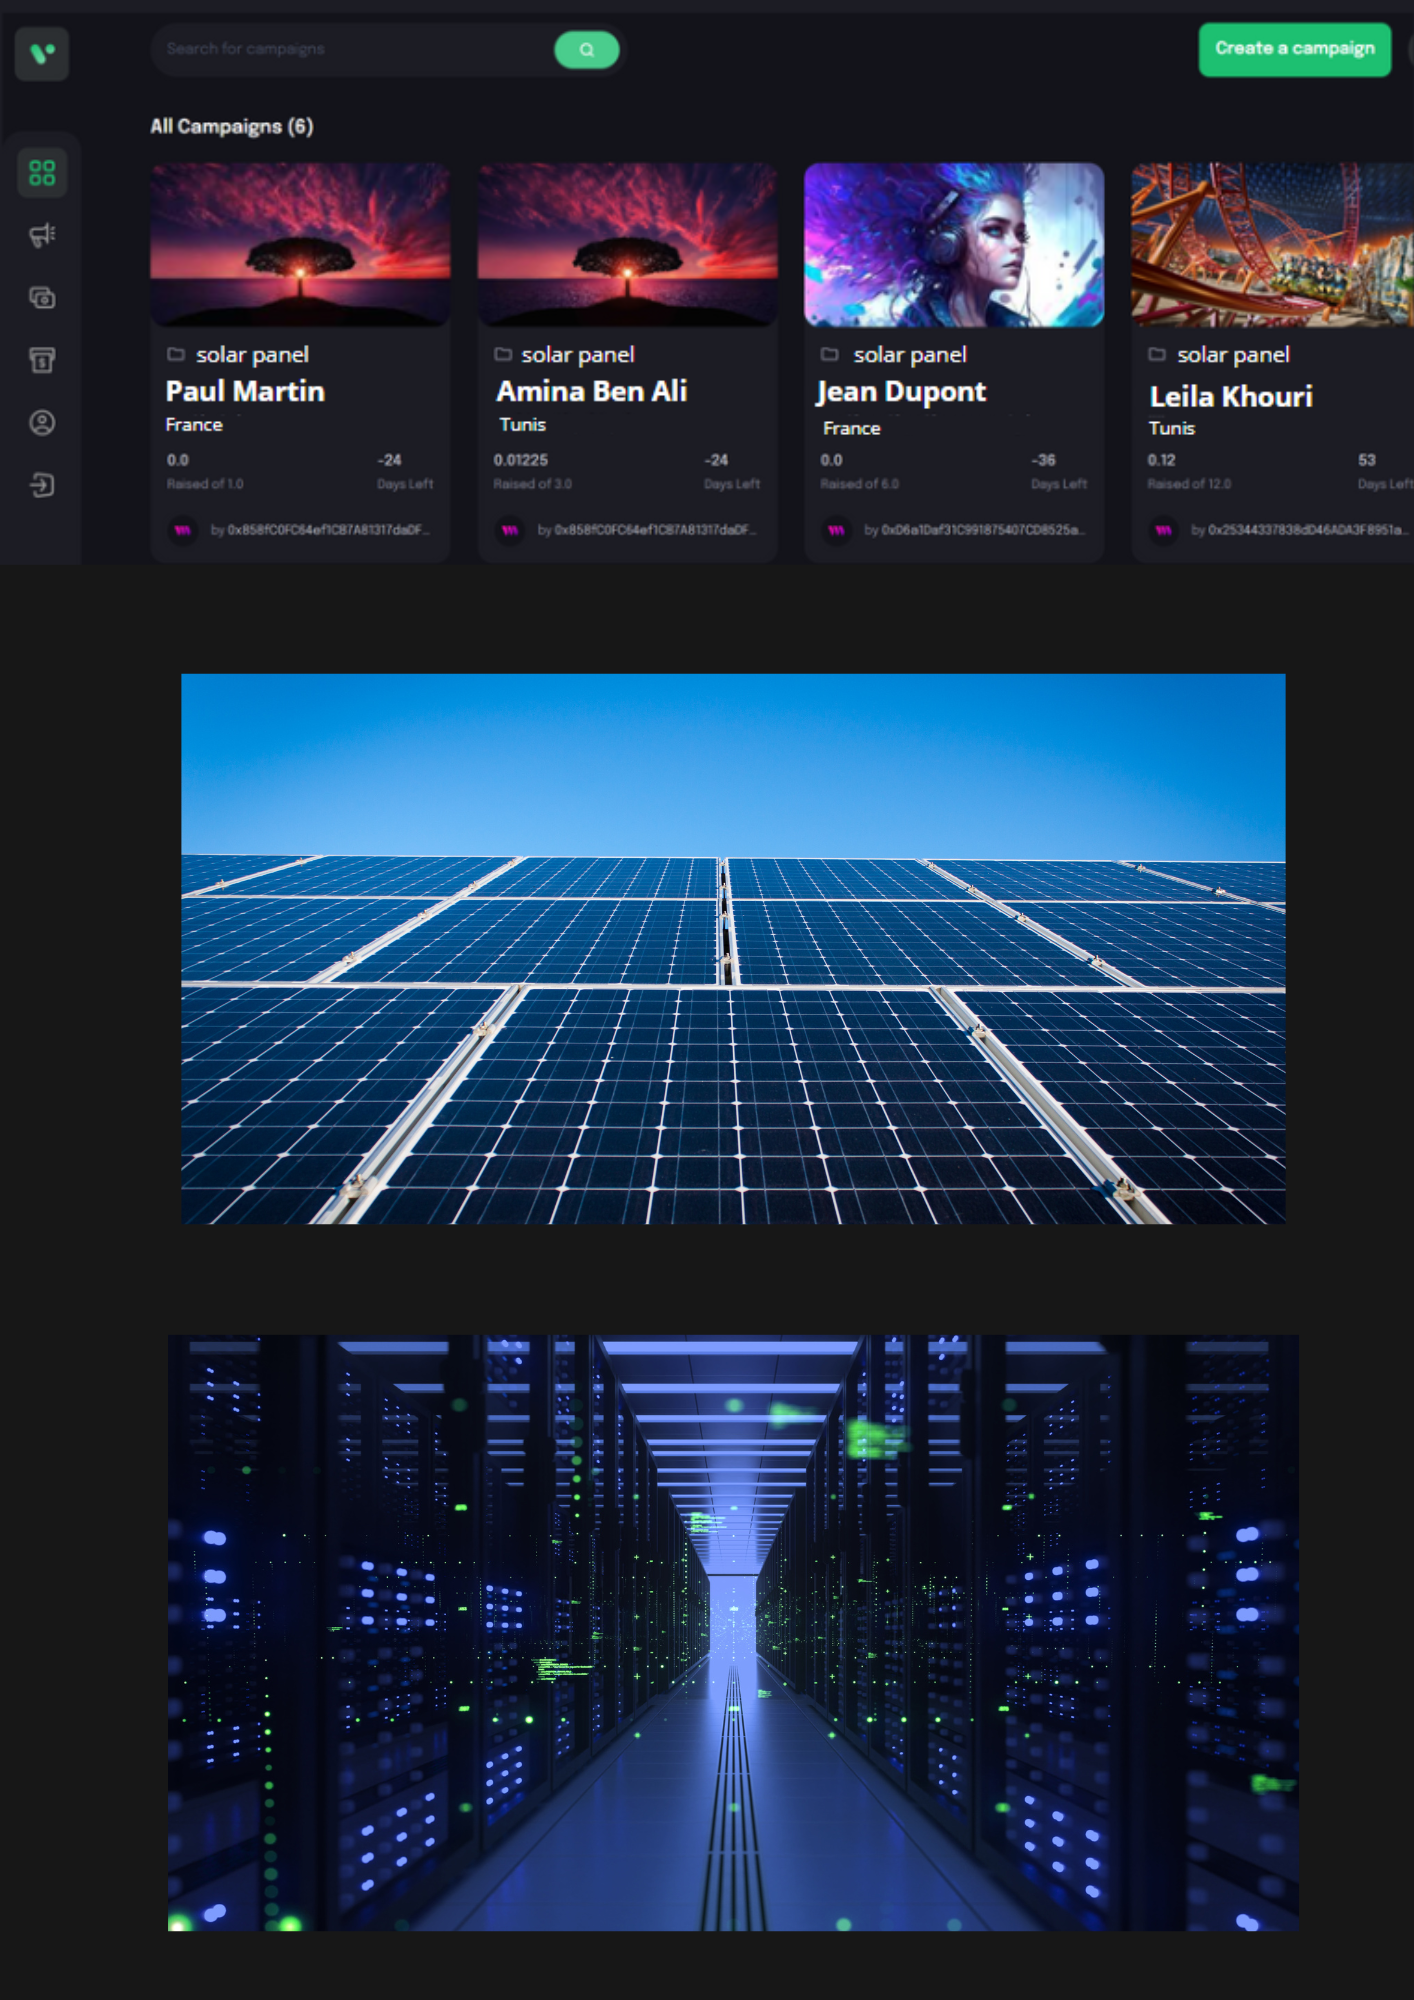 Search for campaigns
Create a campaign
All Campaigns (6)
solar panel
Paul Martin
France
0.0
-24
Raised of 1.0
Days Left
by 0x858fC0FC64ef1C87A81317daDF...
solar panel
Amina Ben Ali
Tunis
0.01225
-24
Raised of 3.0
Days Left
by 0x858fC0FC64ef1C87A81317daDF...
solar panel
Jean Dupont
France
0.0
-36
Raised of 6.0
Days Left
by 0xD6a1Daf31C991875407CD8525a...
solar panel
Leila Khouri
Tunis
0.12
53
Raised of 12.0
Days Left
by 0x25344337838dD46ADA3F8951a...